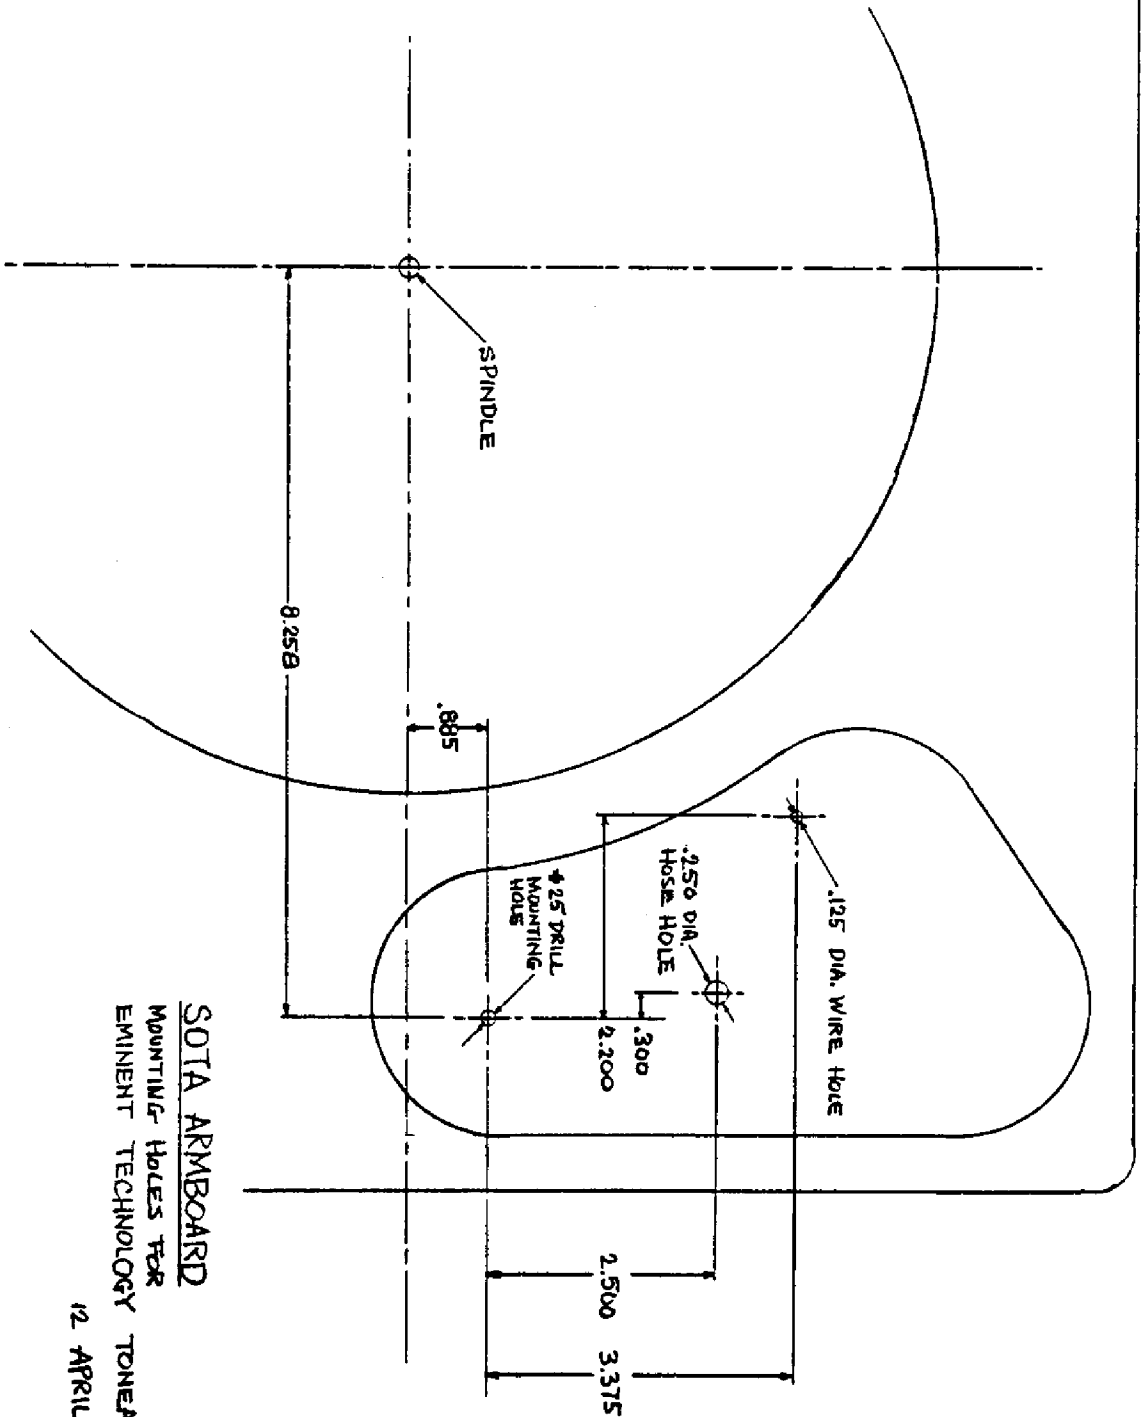 SPINDLE
8.258
.885
.125 DIA. WIRE HOLE
.250 DIA.
HOSE HOLE
#25 DRILL
MOUNTING
HOLE
.300
2.200
2.500
3.375
SOTA ARMBOARD
MOUNTING HOLES FOR
EMINENT TECHNOLOGY TONEA
12 APRIL